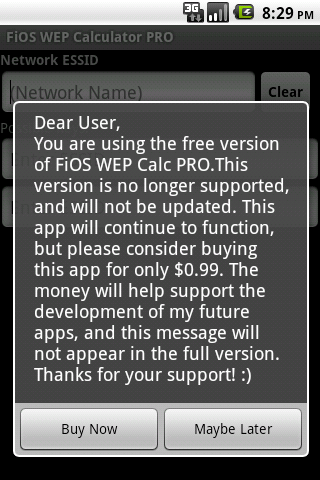 3G 8:29 PM
FiOS WEP Calculator PRO
Network ESSID
(Network Name) Clear
Dear User,
You are using the free version
of FiOS WEP Calc PRO.This
version is no longer supported,
and will not be updated. This
app will continue to function,
but please consider buying
this app for only $0.99. The
money will help support the
development of my future
apps, and this message will
not appear in the full version.
Thanks for your support! :)
Buy Now Maybe Later